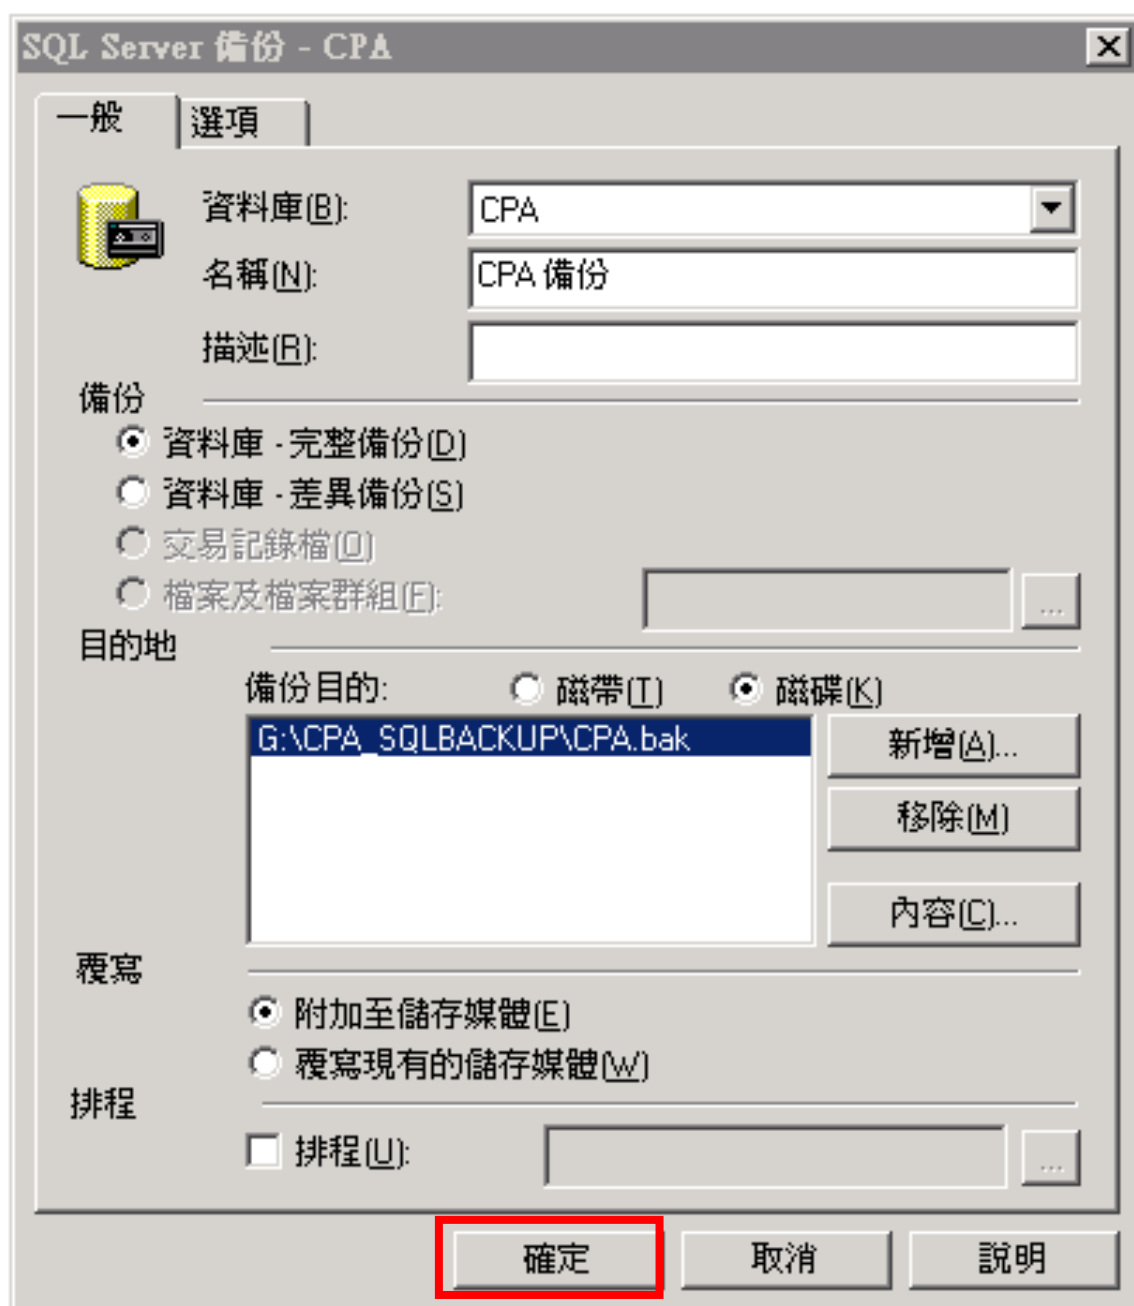 SQL Server 備份 - CPA
一般
選項
資料庫(B):
CPA
名稱(N):
CPA 備份
描述(R):
備份
資料庫 - 完整備份(D)
資料庫 - 差異備份(S)
交易記錄檔(O)
檔案及檔案群組(F):
...
目的地
備份目的:
磁帶(T)
磁碟(K)
G:\CPA_SQLBACKUP\CPA.bak
新增(A)...
移除(M)
內容(C)...
覆寫
附加至儲存媒體(E)
覆寫現有的儲存媒體(W)
排程
排程(U):
...
確定
取消
說明